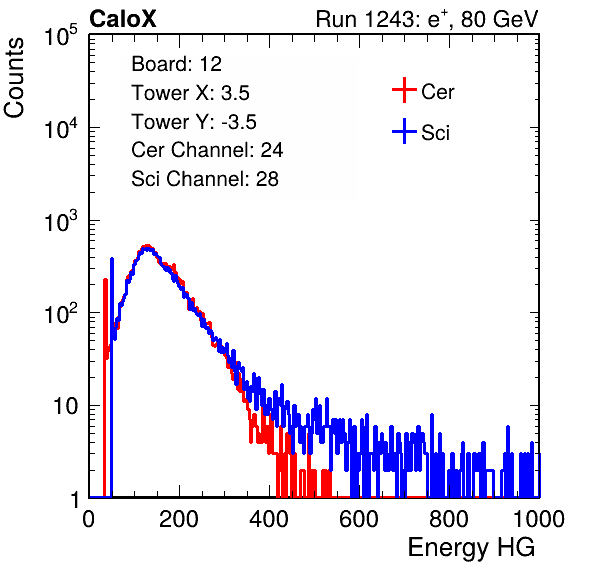 CaloX Run 1243: e⁺, 80 GeV
Counts
Board: 12
Tower X: 3.5
Tower Y: -3.5
Cer Channel: 24
Sci Channel: 28
Cer
Sci
10⁵
10⁴
10³
10²
10
1
0 200 400 600 800 1000
Energy HG